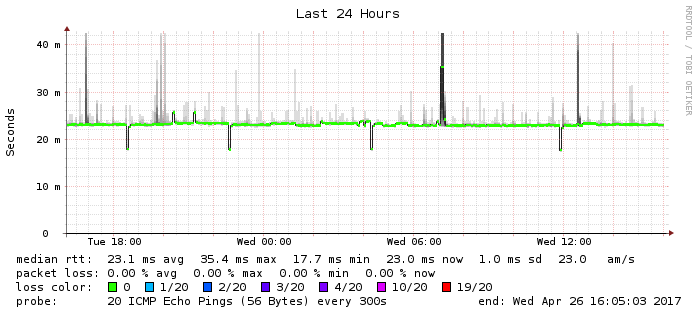 Last 24 Hours
RRDTOOL / TOBI OETIKER
Seconds
40 m
30 m
20 m
10 m
0
Tue 18:00 Wed 00:00 Wed 06:00 Wed 12:00
median rtt: 23.1 ms avg 35.4 ms max 17.7 ms min 23.0 ms now 1.0 ms sd 23.0 am/s
packet loss: 0.00 % avg 0.00 % max 0.00 % min 0.00 % now
loss color: 0 1/20 2/20 3/20 4/20 10/20 19/20
probe: 20 ICMP Echo Pings (56 Bytes) every 300s end: Wed Apr 26 16:05:03 2017